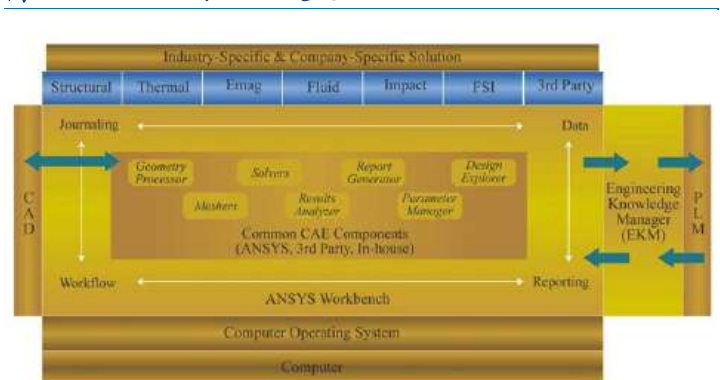 Industry-Specific & Company-Specific Solution
Structural Thermal Emag Fluid Impact FSI 3rd Party
Journaling
Data
CAD
Geometry
Processor
Solvers
Report
Generator
Design
Explorer
Meshers
Results
Analyzer
Parameter
Manager
Common CAE Components
(ANSYS, 3rd Party, In-house)
Engineering
Knowledge
Manager
(EKM)
PLM
Workflow
Reporting
ANSYS Workbench
Computer Operating System
Computer